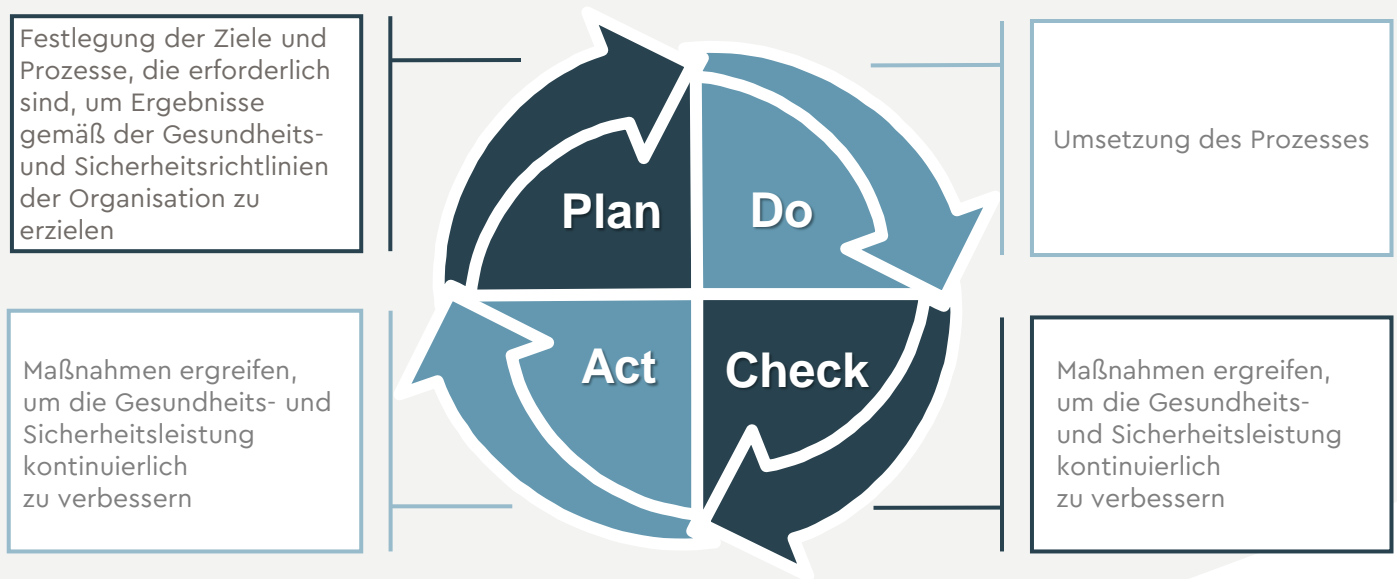 Festlegung der Ziele und
Prozesse, die erforderlich
sind, um Ergebnisse
gemäß der Gesundheits-
und Sicherheitsrichtlinien
der Organisation zu
erzielen
Plan
Do
Umsetzung des Prozesses
Maßnahmen ergreifen,
um die Gesundheits- und
Sicherheitsleistung
kontinuierlich
zu verbessern
Act
Check
Maßnahmen ergreifen,
um die Gesundheits-
und Sicherheitsleistung
kontinuierlich
zu verbessern